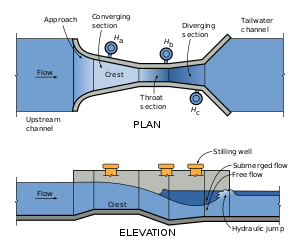 Approach
Converging
section
Diverging
section
Tailwater
channel
Ha
Hb
Flow
Crest
Throat
section
Hc
Upstream
channel
PLAN
Stilling well
Submerged flow
Free flow
Flow
Crest
Hydraulic jump
ELEVATION